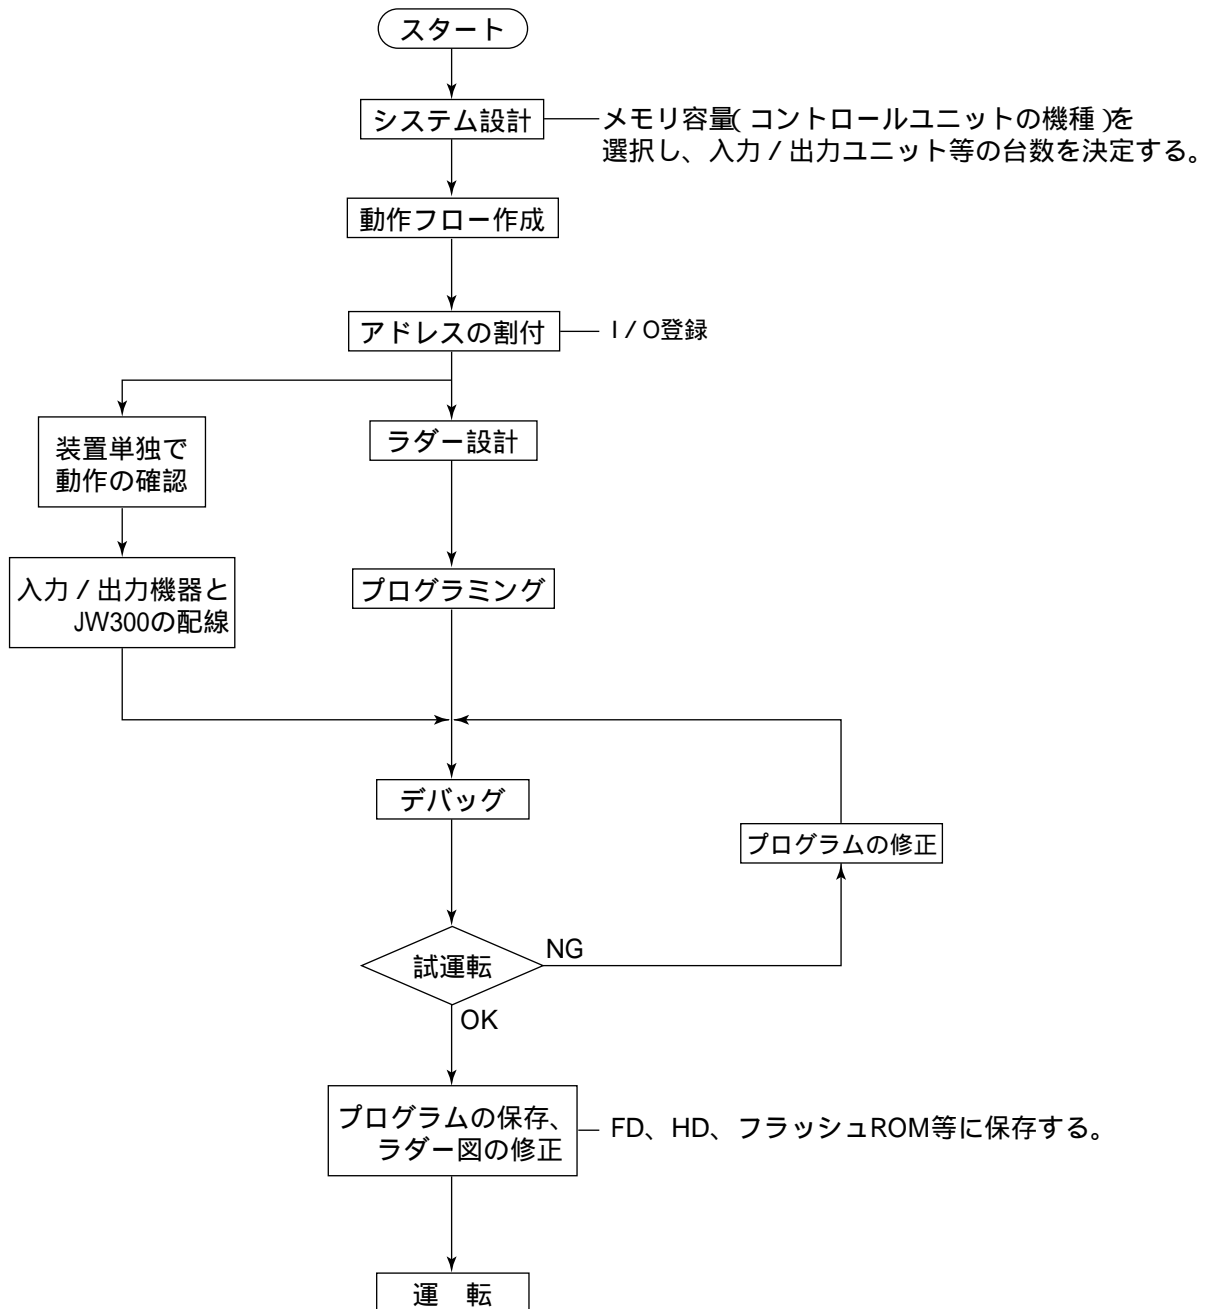 スタート
システム設計
メモリ容量(コントロールユニットの機種)を
選択し、入力/出力ユニット等の台数を決定する。
動作フロー作成
アドレスの割付
I/O登録
装置単独で
動作の確認
ラダー設計
入力/出力機器と
JW300の配線
プログラミング
デバッグ
プログラムの修正
試運転
NG
OK
プログラムの保存、
ラダー図の修正
FD、HD、フラッシュROM等に保存する。
運 転